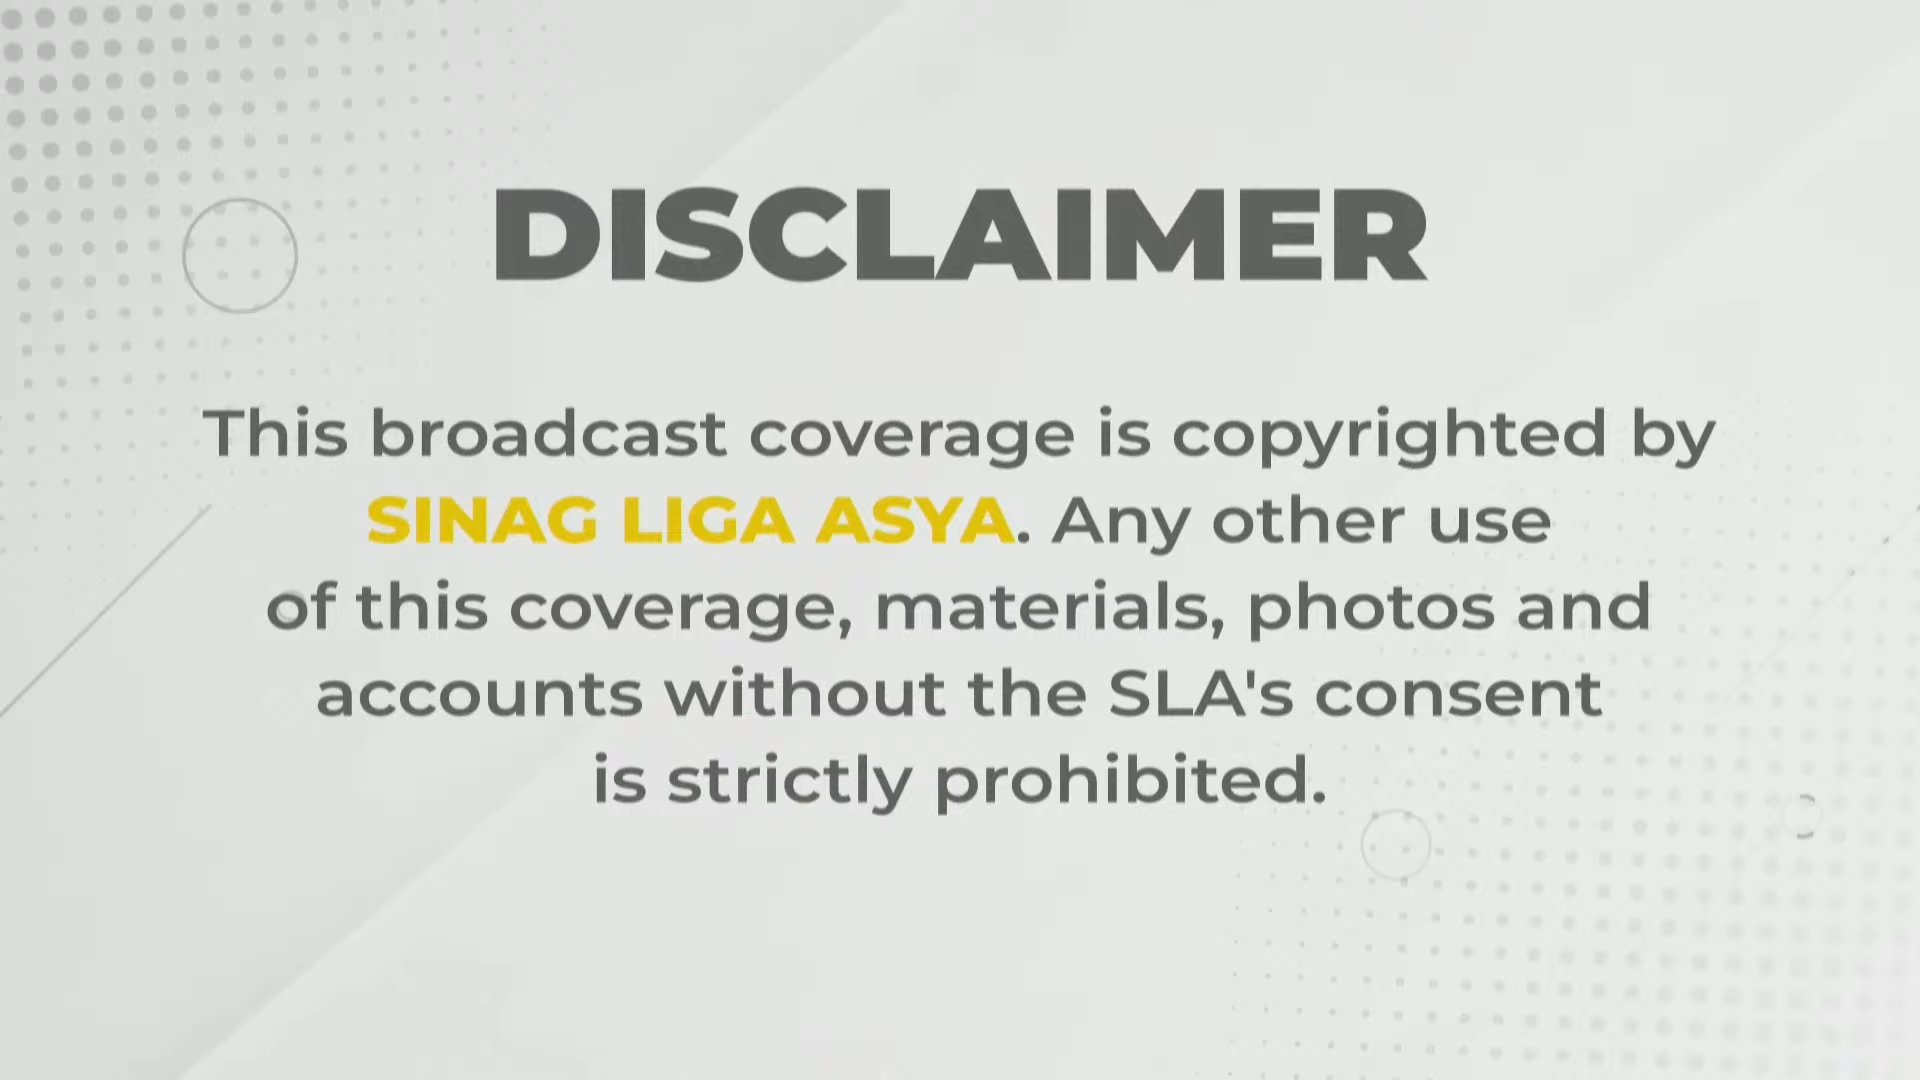 DISCLAIMER
This broadcast coverage is copyrighted by
SINAG LIGA ASYA. Any other use
of this coverage, materials, photos and
accounts without the SLA's consent
is strictly prohibited.